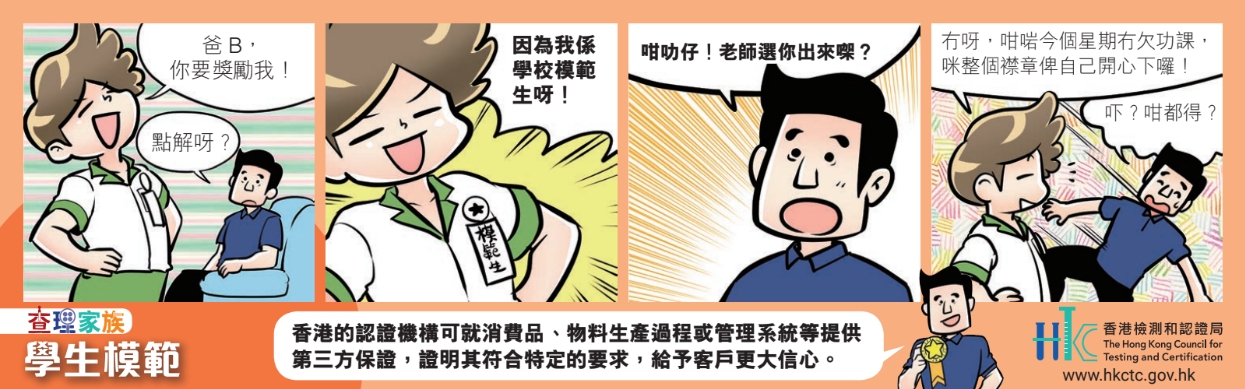 爸 B，
你要獎勵我！
點解呀？
因為我係
學校模範
生呀！
模範生
咁叻仔！老師選你出來㗎？
冇呀，咁啱今個星期冇欠功課，
咪整個襟章俾自己開心下囉！
吓？咁都得？
查理家族
學生模範
香港的認證機構可就消費品、物料生產過程或管理系統等提供
第三方保證，證明其符合特定的要求，給予客戶更大信心。
HKTC
香港檢測和認證局
The Hong Kong Council for
Testing and Certification
www.hkctc.gov.hk